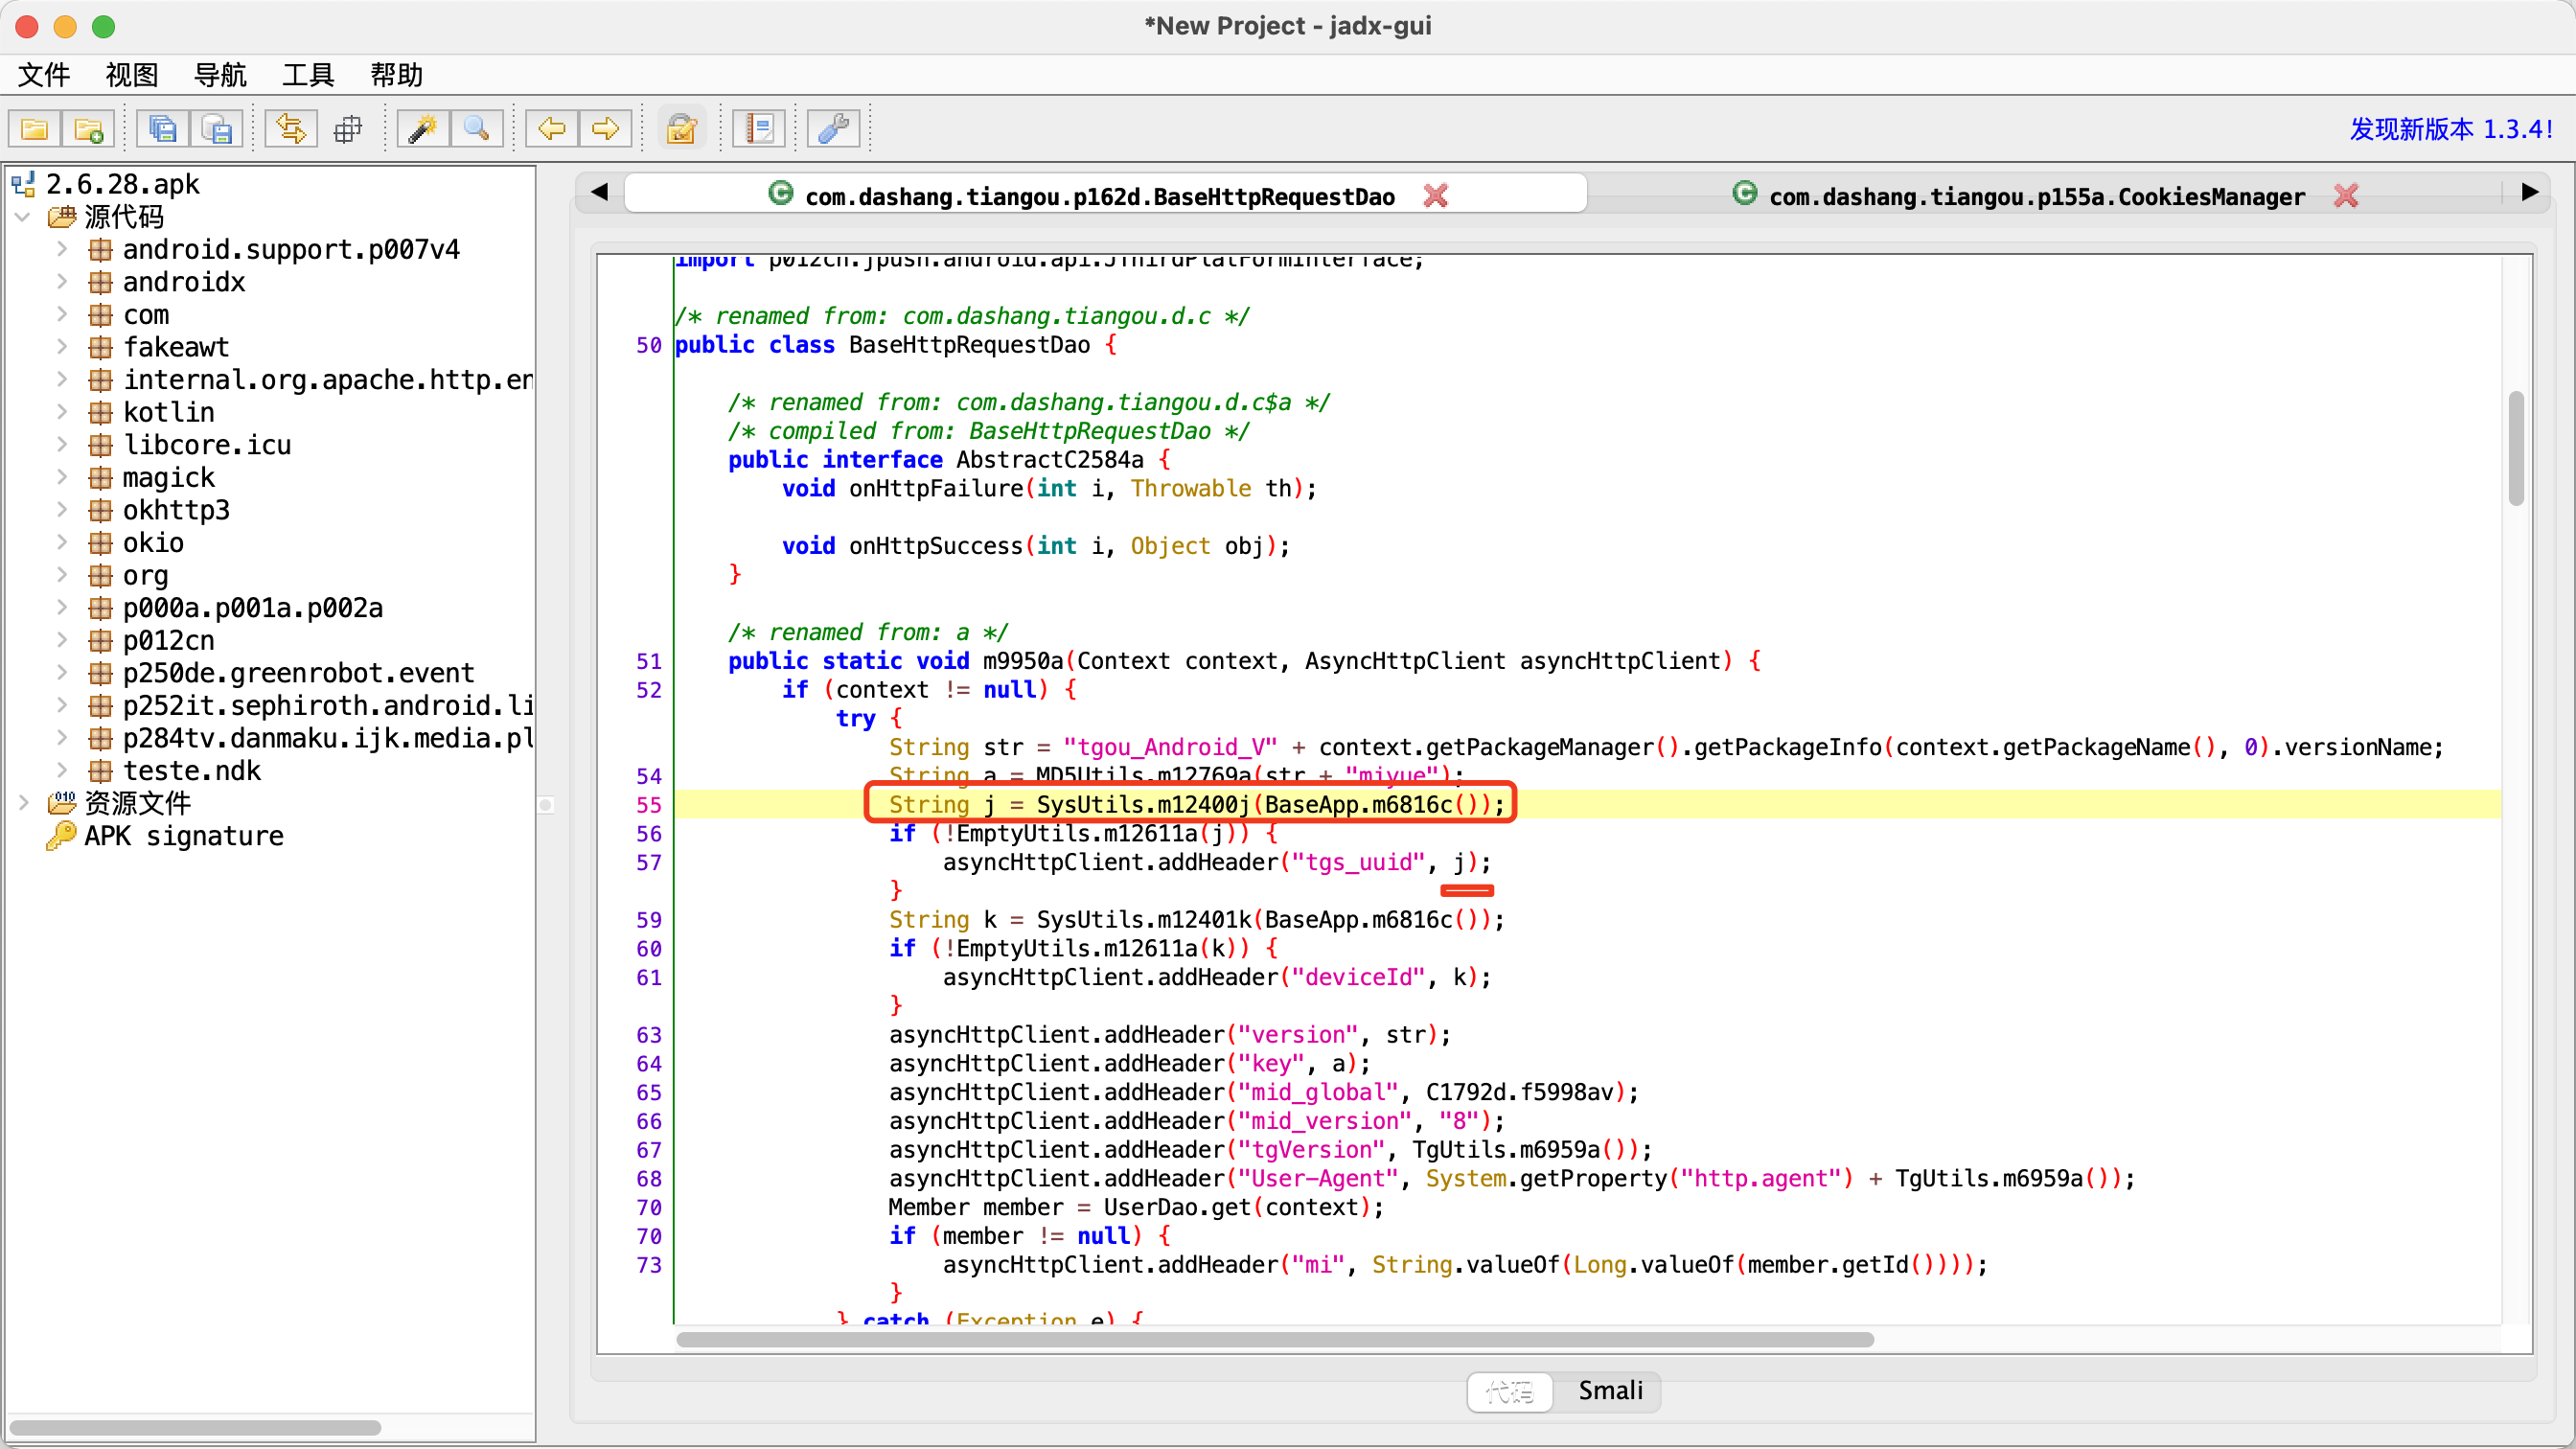 *New Project - jadx-gui
文件 视图 导航 工具 帮助
发现新版本 1.3.4!
2.6.28.apk
源代码
android.support.p007v4
androidx
com
fakeawt
internal.org.apache.http.en
kotlin
libcore.icu
magick
okhttp3
okio
org
p000a.p001a.p002a
p012cn
p250de.greenrobot.event
p252it.sephiroth.android.li
p284tv.danmaku.ijk.media.pl
teste.ndk
资源文件
APK signature
com.dashang.tiangou.p162d.BaseHttpRequestDao com.dashang.tiangou.p155a.CookiesManager
import p012cn.jpush.android.api.JThirdPlatFormInterface;
/* renamed from: com.dashang.tiangou.d.c */
50 public class BaseHttpRequestDao {
/* renamed from: com.dashang.tiangou.d.c$a */
/* compiled from: BaseHttpRequestDao */
public interface AbstractC2584a {
void onHttpFailure(int i, Throwable th);
void onHttpSuccess(int i, Object obj);
}
/* renamed from: a */
51 public static void m9950a(Context context, AsyncHttpClient asyncHttpClient) {
52 if (context != null) {
try {
String str = "tgou_Android_V" + context.getPackageManager().getPackageInfo(context.getPackageName(), 0).versionName;
54 String a = MD5Utils.m12769a(str + "miyue");
55 String j = SysUtils.m12400j(BaseApp.m6816c());
56 if (!EmptyUtils.m12611a(j)) {
57 asyncHttpClient.addHeader("tgs_uuid", j);
}
59 String k = SysUtils.m12401k(BaseApp.m6816c());
60 if (!EmptyUtils.m12611a(k)) {
61 asyncHttpClient.addHeader("deviceId", k);
}
63 asyncHttpClient.addHeader("version", str);
64 asyncHttpClient.addHeader("key", a);
65 asyncHttpClient.addHeader("mid_global", C1792d.f5998av);
66 asyncHttpClient.addHeader("mid_version", "8");
67 asyncHttpClient.addHeader("tgVersion", TgUtils.m6959a());
68 asyncHttpClient.addHeader("User-Agent", System.getProperty("http.agent") + TgUtils.m6959a());
70 Member member = UserDao.get(context);
70 if (member != null) {
73 asyncHttpClient.addHeader("mi", String.valueOf(Long.valueOf(member.getId())));
}
} catch (Exception e) {
代码 Smali